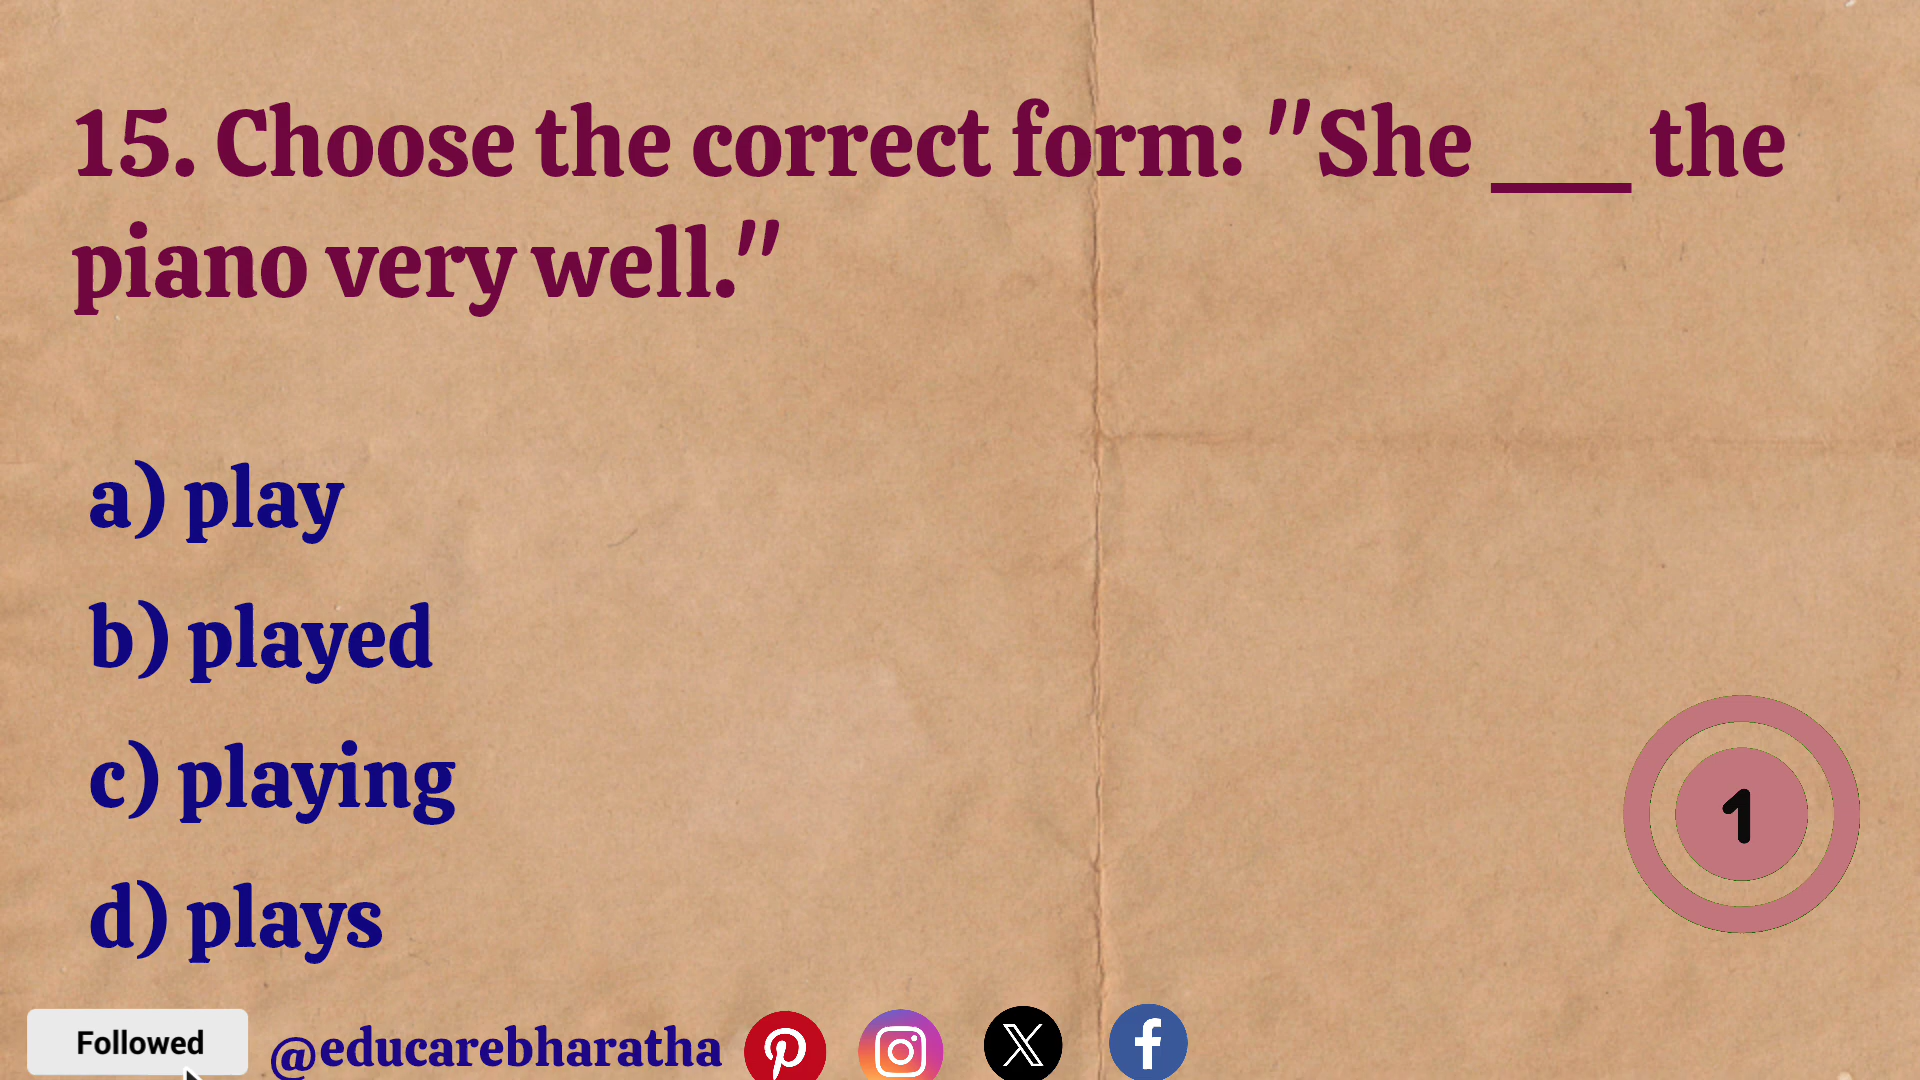 15. Choose the correct form: "She ___ the
piano very well."
a) play
b) played
c) playing
d) plays
1
Followed
@educarebharatha